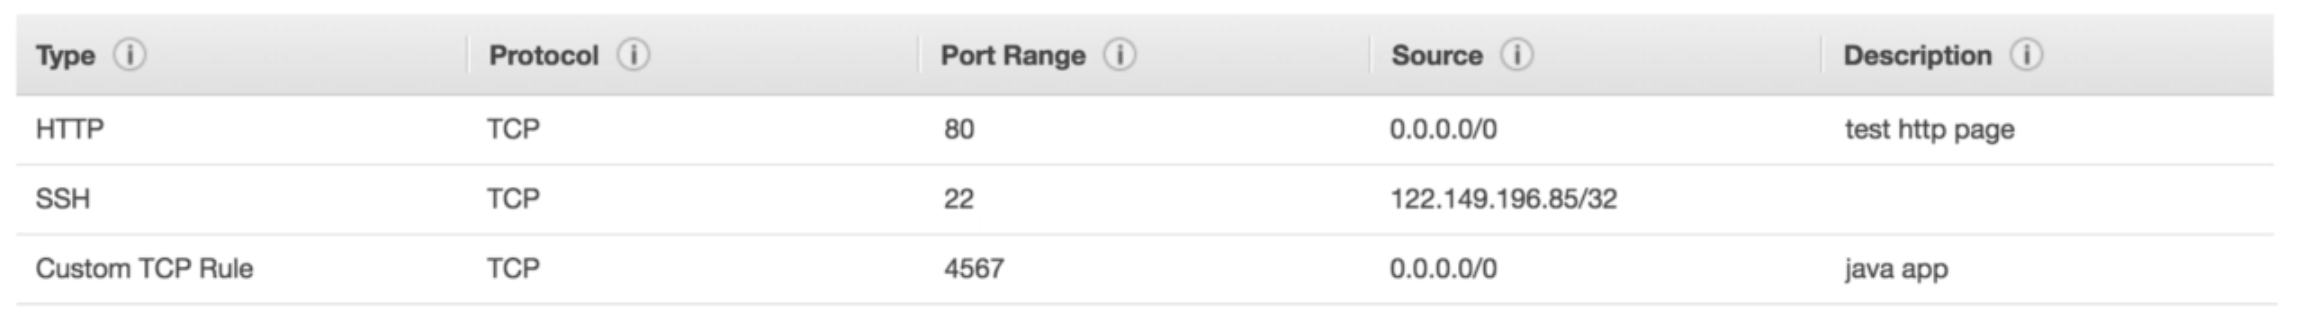 Type Protocol Port Range Source Description
HTTP TCP 80 0.0.0.0/0 test http page
SSH TCP 22 122.149.196.85/32
Custom TCP Rule TCP 4567 0.0.0.0/0 java app